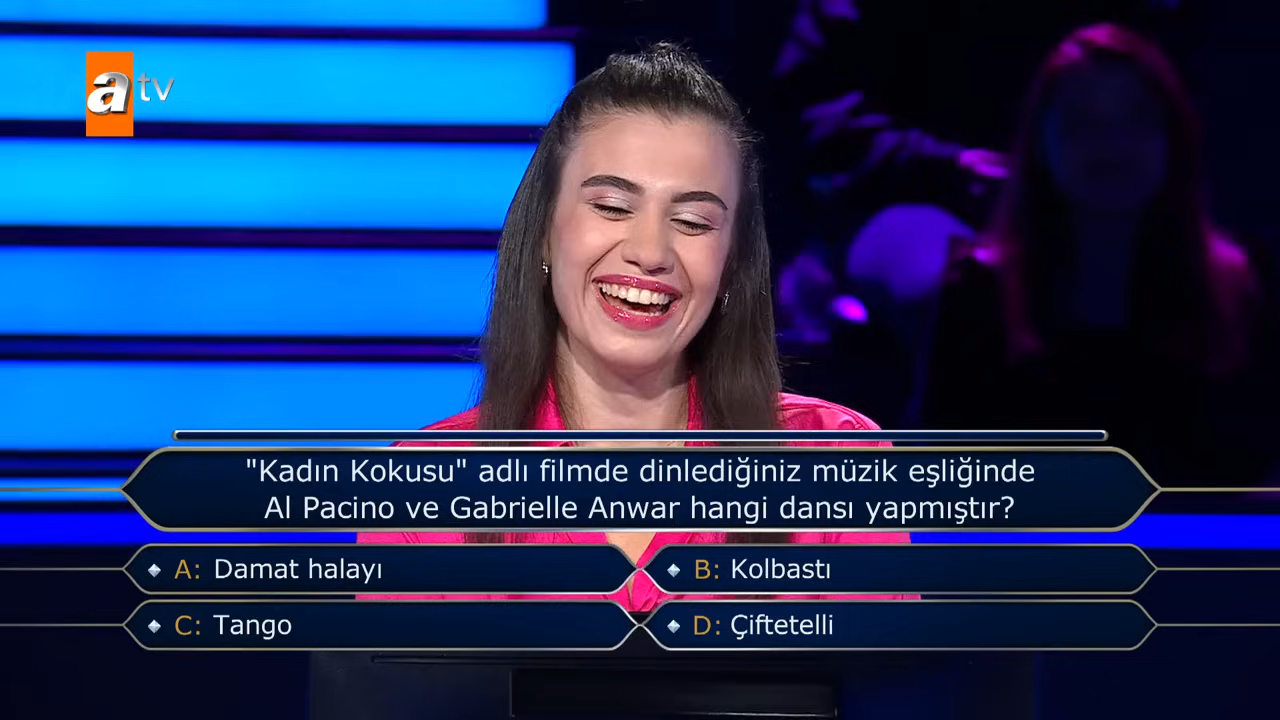 a tv
"Kadın Kokusu" adlı filmde dinlediğiniz müzik eşliğinde
Al Pacino ve Gabrielle Anwar hangi dansı yapmıştır?
A: Damat halayı
B: Kolbastı
C: Tango
D: Çiftetelli